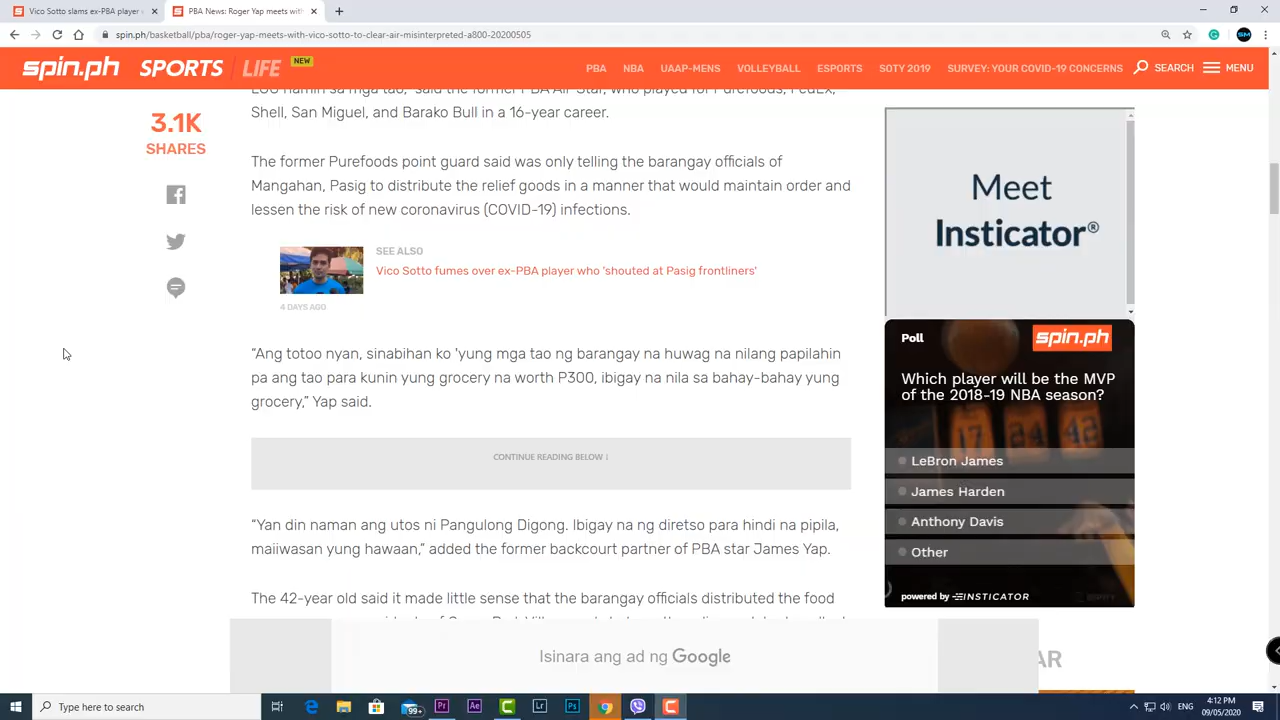 Vico Sotto slams ex-PBA player
PBA News: Roger Yap meets with
spin.ph/basketball/pba/roger-yap-meets-with-vico-sotto-to-clear-air-misinterpreted-a800-20200505
spin.ph SPORTS / LIFE NEW
PBA NBA UAAP-MENS VOLLEYBALL ESPORTS SOTY 2019 SURVEY: YOUR COVID-19 CONCERNS SEARCH MENU
3.1K
SHARES
Shell, San Miguel, and Barako Bull in a 16-year career.
The former Purefoods point guard said was only telling the barangay officials of
Mangahan, Pasig to distribute the relief goods in a manner that would maintain order and
lessen the risk of new coronavirus (COVID-19) infections.
SEE ALSO
Vico Sotto fumes over ex-PBA player who 'shouted at Pasig frontliners'
4 DAYS AGO
“Ang totoo nyan, sinabihan ko 'yung mga tao ng barangay na huwag na nilang papilahin
pa ang tao para kunin yung grocery na worth P300, ibigay na nila sa bahay-bahay yung
grocery,” Yap said.
CONTINUE READING BELOW ↓
“Yan din naman ang utos ni Pangulong Digong. Ibigay na ng diretso para hindi na pipila,
maiiwasan yung hawaan,” added the former backcourt partner of PBA star James Yap.
The 42-year old said it made little sense that the barangay officials distributed the food
Isinara ang ad ng Google
Meet
Insticator®
Poll
spin.ph
Which player will be the MVP
of the 2018-19 NBA season?
LeBron James
James Harden
Anthony Davis
Other
powered by INSTICATOR
AR
Type here to search
99+
Pr
Ae
Lr
Ps
ENG
4:12 PM
09/05/2020